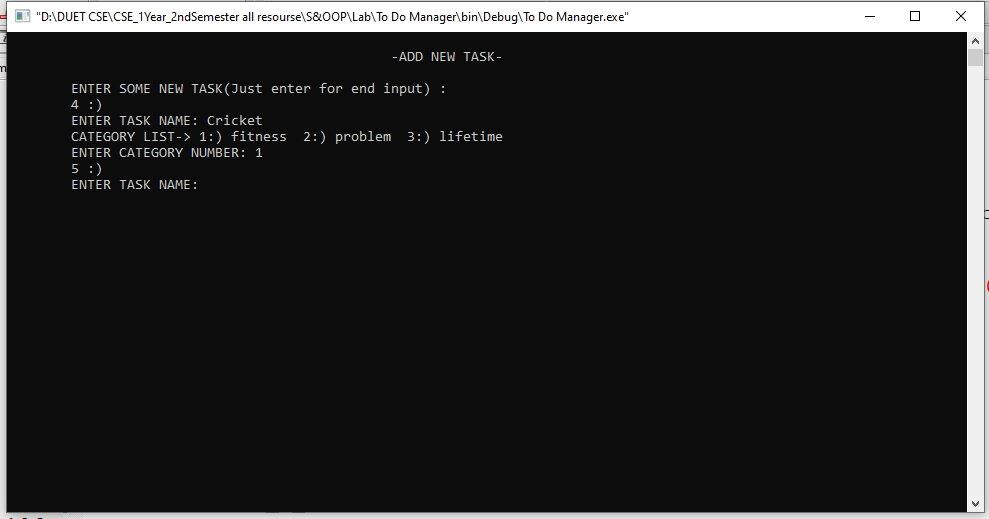 "D:\DUET CSE\CSE_1Year_2ndSemester all resourse\S&OOP\Lab\To Do Manager\bin\Debug\To Do Manager.exe"
-ADD NEW TASK-
ENTER SOME NEW TASK(Just enter for end input) :
4 :)
ENTER TASK NAME: Cricket
CATEGORY LIST-> 1:) fitness  2:) problem  3:) lifetime
ENTER CATEGORY NUMBER: 1
5 :)
ENTER TASK NAME: